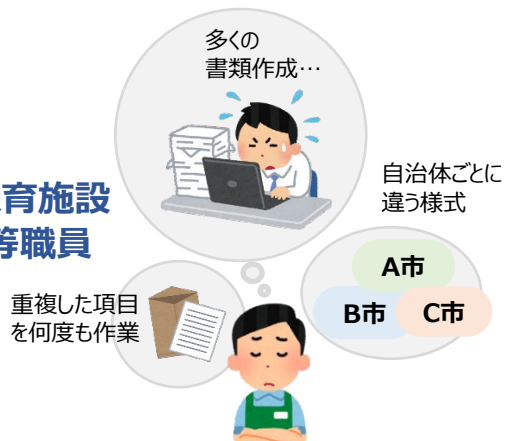 多くの
書類作成…
自治体ごとに
違う様式
育施設
等職員
A市
B市
C市
重複した項目
を何度も作業